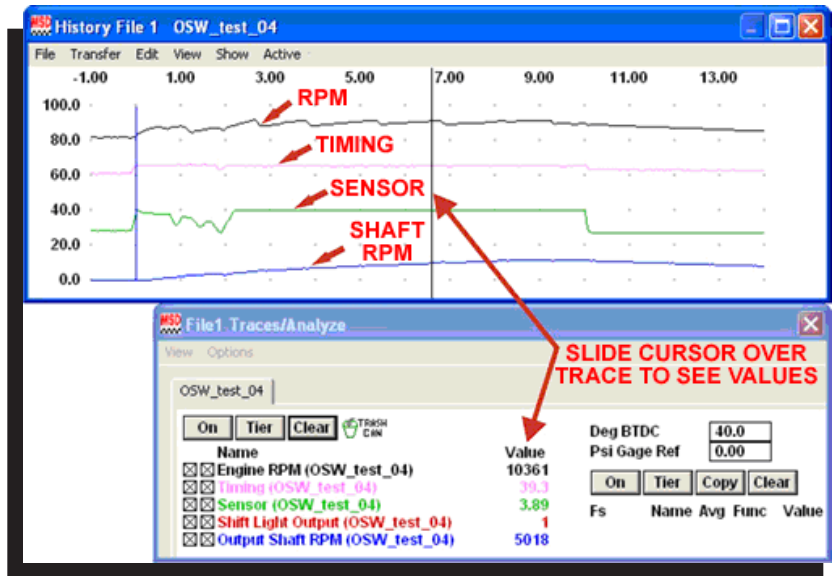 MSD History File 1 OSW_test_04
File Transfer Edit View Show Active
-1.00 1.00 3.00 5.00 7.00 9.00 11.00 13.00
100.0
RPM
80.0
TIMING
60.0
SENSOR
40.0
SHAFT
RPM
20.0
0.0
MSD File1 Traces/Analyze
View Options
SLIDE CURSOR OVER
TRACE TO SEE VALUES
OSW_test_04
On Tier Clear TRASH CAN
Deg BTDC 40.0
Name Value
Psi Gage Ref 0.00
Engine RPM (OSW_test_04) 10361
Timing (OSW_test_04) 39.3
On Tier Copy Clear
Sensor (OSW_test_04) 3.89
Fs Name Avg Func Value
Shift Light Output (OSW_test_04) 1
Output Shaft RPM (OSW_test_04) 5018